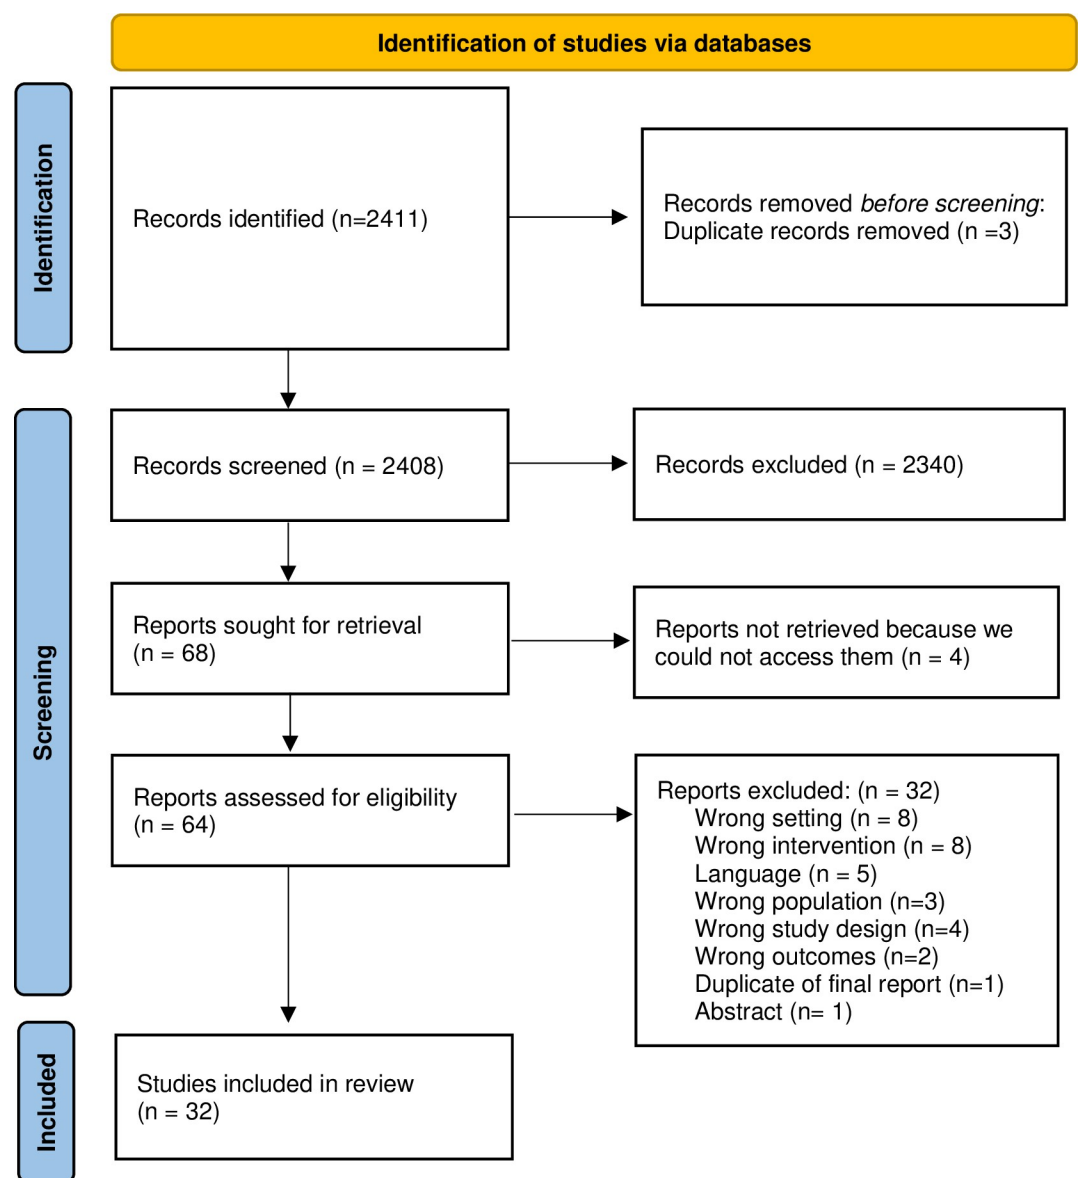 Identification of studies via databases
Identification
Records identified (n=2411)
Records removed before screening:
Duplicate records removed (n =3)
Screening
Records screened (n = 2408)
Records excluded (n = 2340)
Reports sought for retrieval
(n = 68)
Reports not retrieved because we
could not access them (n = 4)
Reports assessed for eligibility
(n = 64)
Reports excluded: (n = 32)
Wrong setting (n = 8)
Wrong intervention (n = 8)
Language (n = 5)
Wrong population (n=3)
Wrong study design (n=4)
Wrong outcomes (n=2)
Duplicate of final report (n=1)
Abstract (n= 1)
Included
Studies included in review
(n = 32)